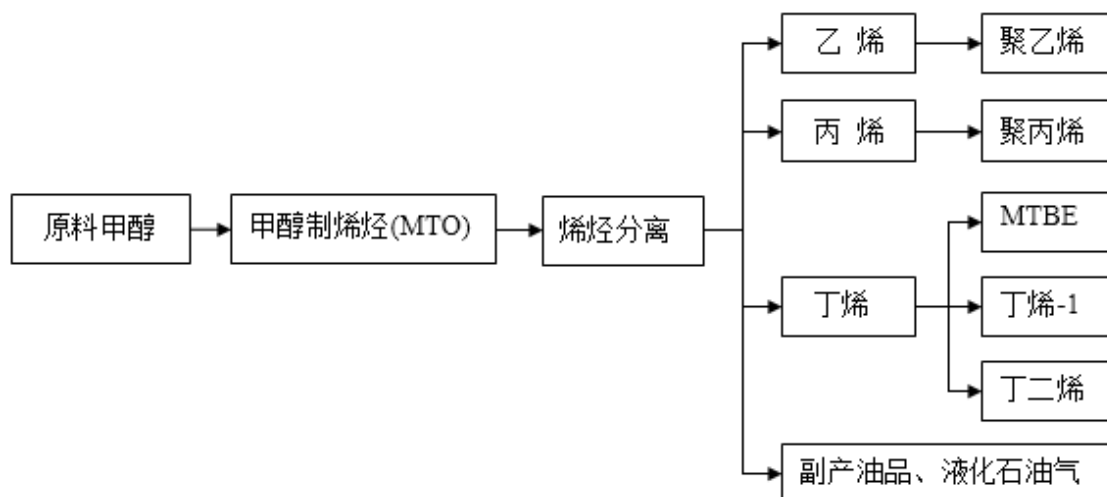 乙 烯
聚乙烯
丙 烯
聚丙烯
原料甲醇
甲醇制烯烃(MTO)
烯烃分离
MTBE
丁烯
丁烯-1
丁二烯
副产油品、液化石油气